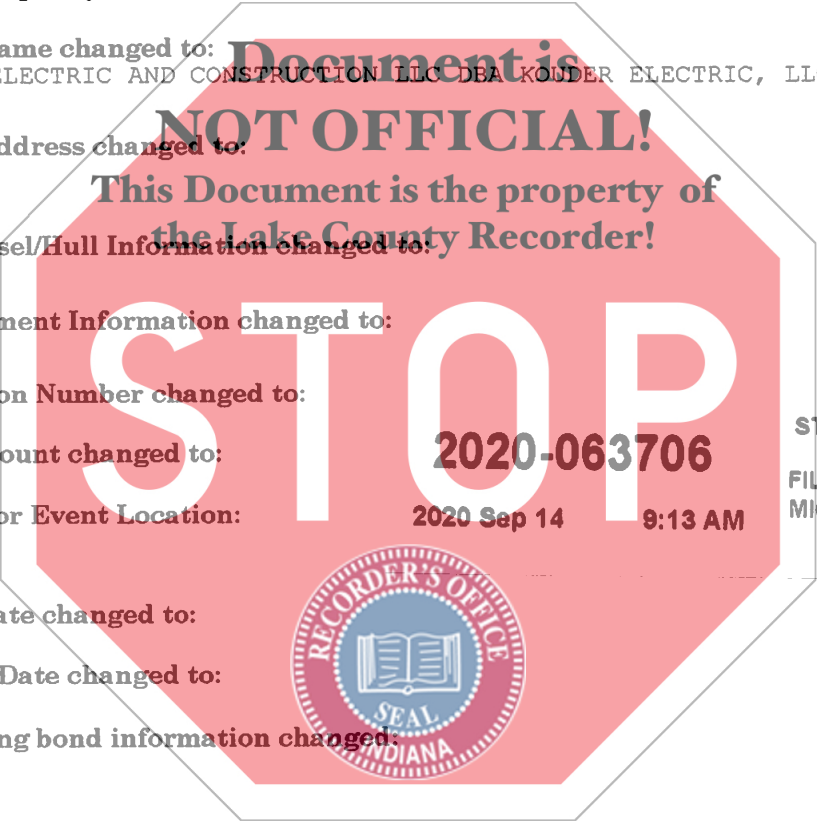 ame changed to:
Document is
ELECTRIC AND CONSTRUCTION LLC DBA KOUDER ELECTRIC, LL
NOT OFFICIAL!
ddress changed to:
This Document is the property of
the Lake County Recorder!
sel/Hull Information changed to:
ment Information changed to:
STOP
on Number changed to:
ount changed to:
2020-063706
ST
FIL
or Event Location:
2020 Sep 14 9:13 AM
MI
RECORDER'S OFFICE
SEAL
INDIANA
ate changed to:
Date changed to:
ng bond information changed: